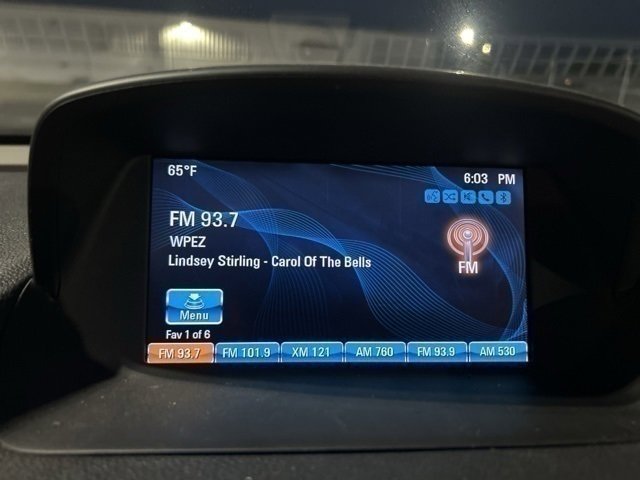 65°F
6:03 PM
FM 93.7
WPEZ
Lindsey Stirling - Carol Of The Bells
FM
Menu
Fav 1 of 6
FM 93.7 FM 101.9 XM 121 AM 760 FM 93.9 AM 530